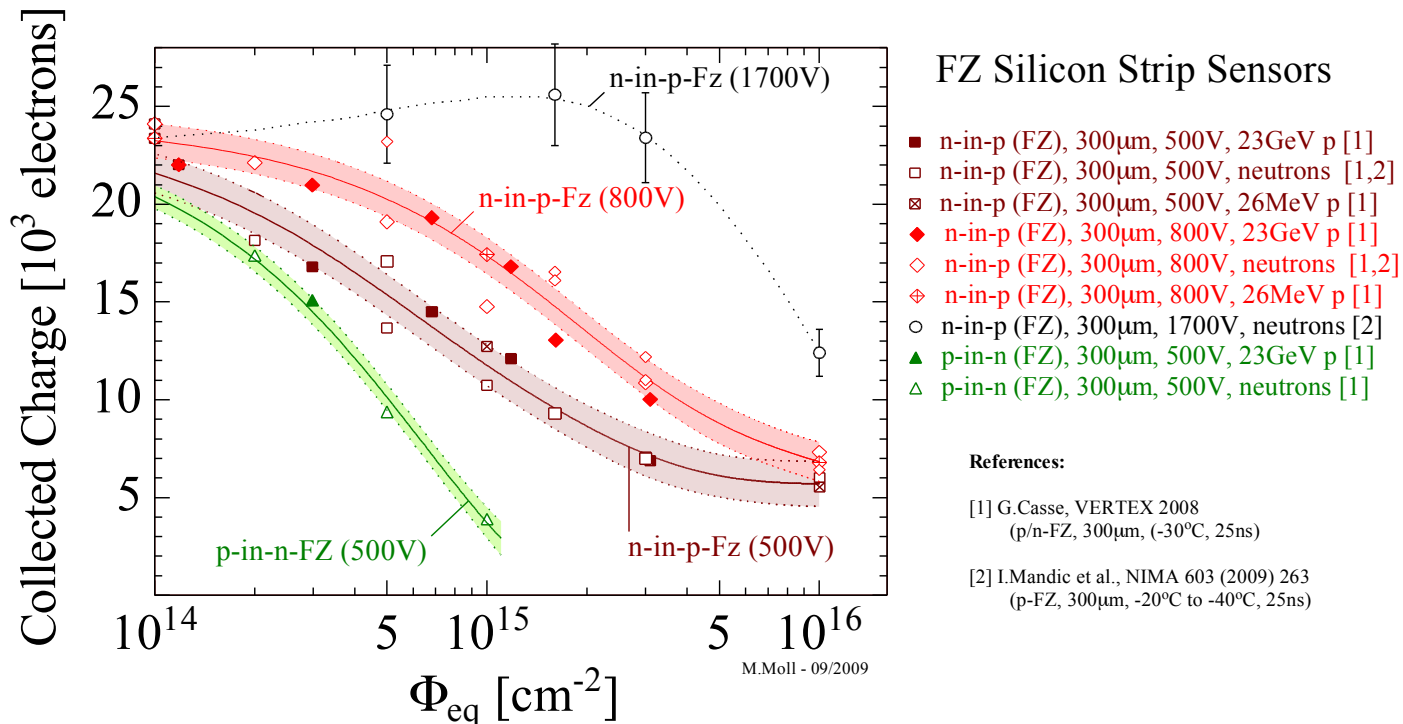 Collected Charge [10³ electrons]
25
20
15
10
5
n-in-p-Fz (1700V)
n-in-p-Fz (800V)
p-in-n-FZ (500V)
n-in-p-Fz (500V)
10¹⁴
5
10¹⁵
5
10¹⁶
M.Moll - 09/2009
Φeq [cm⁻²]
FZ Silicon Strip Sensors
n-in-p (FZ), 300μm, 500V, 23GeV p [1]
n-in-p (FZ), 300μm, 500V, neutrons [1,2]
n-in-p (FZ), 300μm, 500V, 26MeV p [1]
n-in-p (FZ), 300μm, 800V, 23GeV p [1]
n-in-p (FZ), 300μm, 800V, neutrons [1,2]
n-in-p (FZ), 300μm, 800V, 26MeV p [1]
n-in-p (FZ), 300μm, 1700V, neutrons [2]
p-in-n (FZ), 300μm, 500V, 23GeV p [1]
p-in-n (FZ), 300μm, 500V, neutrons [1]
References:
[1] G.Casse, VERTEX 2008
(p/n-FZ, 300μm, (-30ºC, 25ns)
[2] I.Mandic et al., NIMA 603 (2009) 263
(p-FZ, 300μm, -20ºC to -40ºC, 25ns)